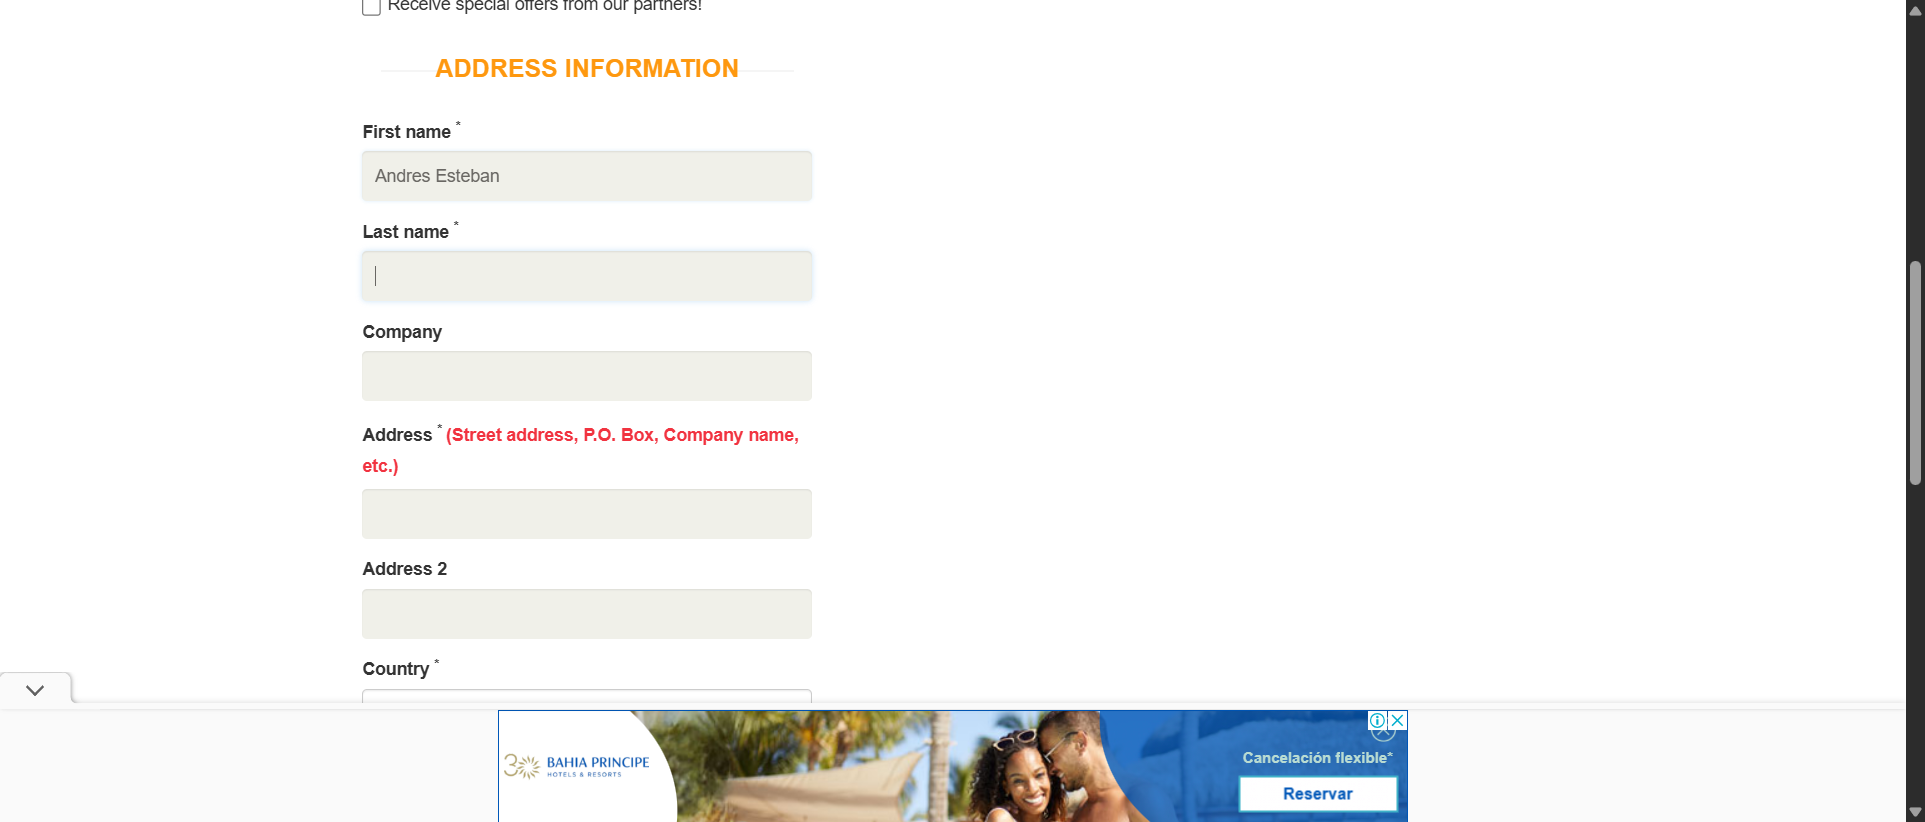 Receive special offers from our partners!
ADDRESS INFORMATION
First name *
Andres Esteban
Last name *
Company
Address * (Street address, P.O. Box, Company name,
etc.)
Address 2
Country *
30 BAHIA PRINCIPE
HOTELS & RESORTS
Cancelación flexible*
Reservar